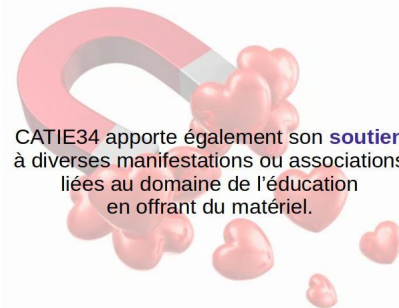 CATIE34 apporte également son soutien
à diverses manifestations ou associations
liées au domaine de l’éducation
en offrant du matériel.